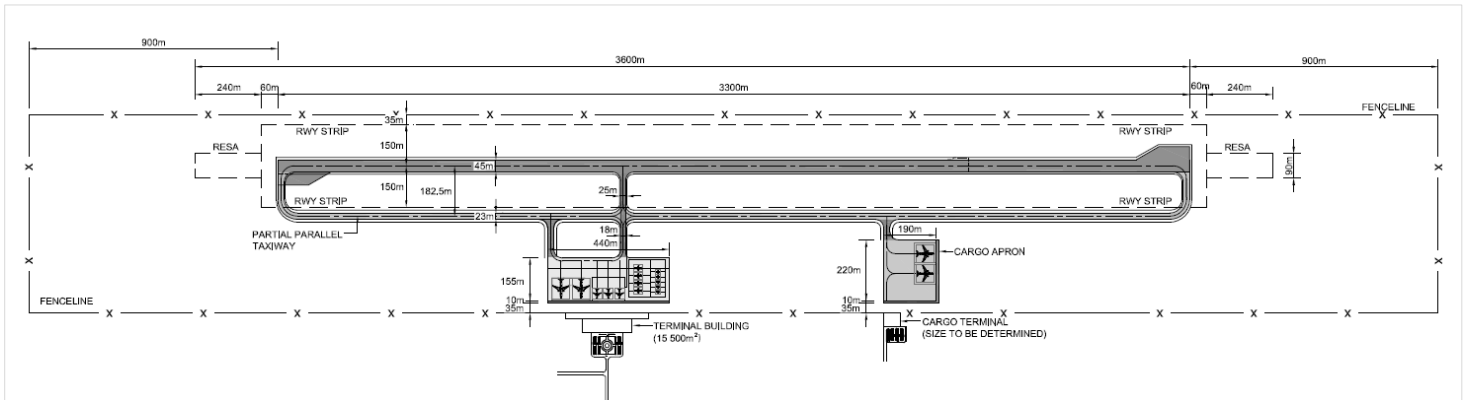 900m
3600m
900m
240m
60m
3300m
60m
240m
FENCELINE
35m
RWY STRIP
RWY STRIP
RESA
150m
RESA
45m
90m
150m
182,5m
25m
RWY STRIP
RWY STRIP
23m
PARTIAL PARALLEL
TAXIWAY
18m
440m
190m
CARGO APRON
155m
220m
FENCELINE
10m
35m
10m
35m
TERMINAL BUILDING
(15 500m²)
CARGO TERMINAL
(SIZE TO BE DETERMINED)